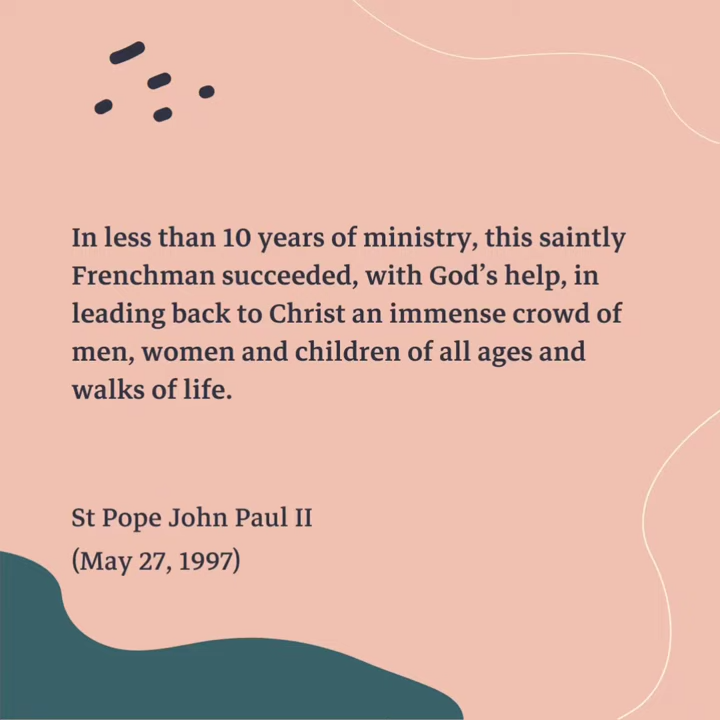 In less than 10 years of ministry, this saintly
Frenchman succeeded, with God’s help, in
leading back to Christ an immense crowd of
men, women and children of all ages and
walks of life.
St Pope John Paul II
(May 27, 1997)